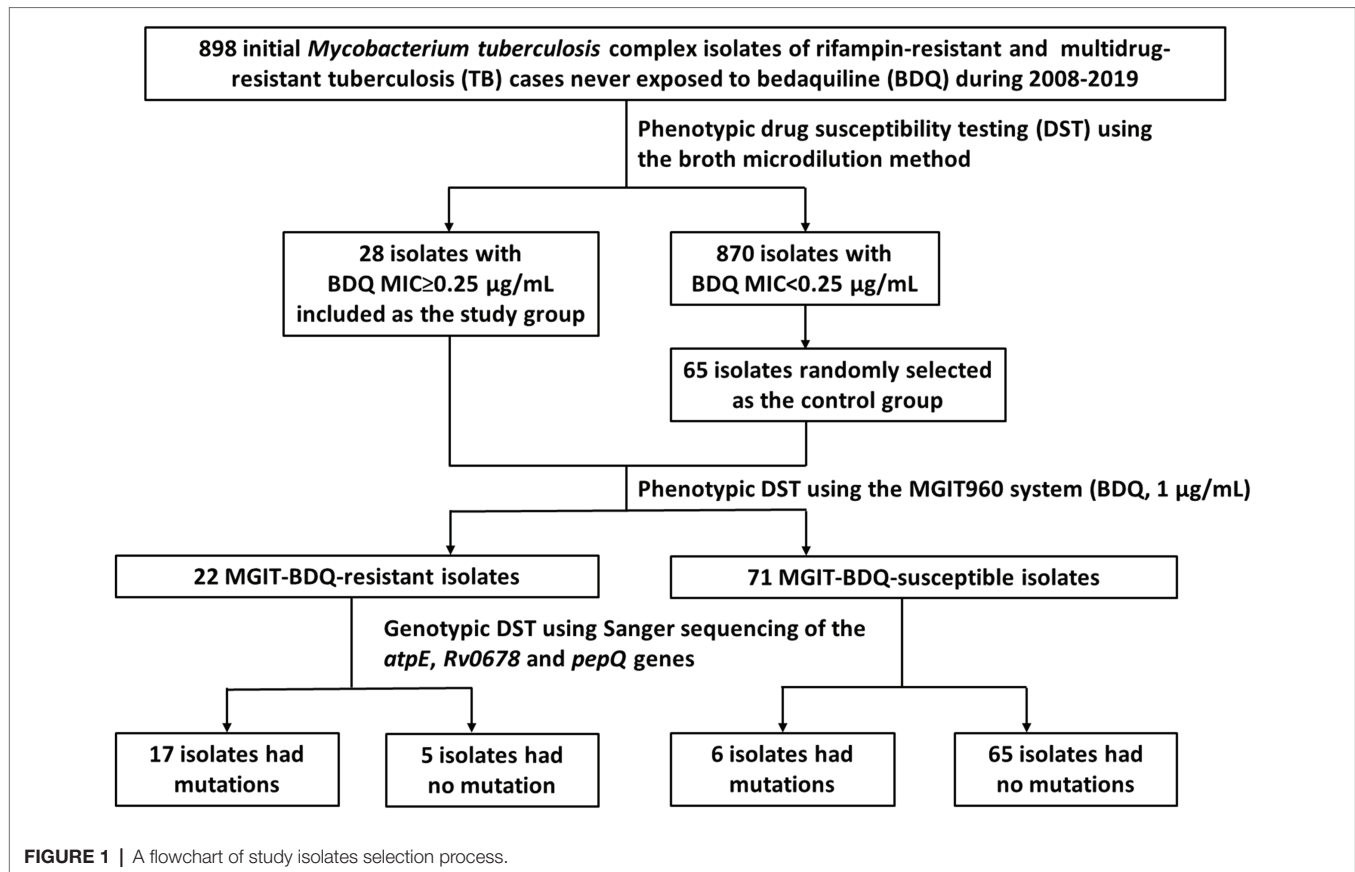 898 initial Mycobacterium tuberculosis complex isolates of rifampin-resistant and multidrug-
resistant tuberculosis (TB) cases never exposed to bedaquiline (BDQ) during 2008-2019
Phenotypic drug susceptibility testing (DST) using
the broth microdilution method
28 isolates with
BDQ MIC≥0.25 µg/mL
included as the study group
870 isolates with
BDQ MIC<0.25 µg/mL
65 isolates randomly selected
as the control group
Phenotypic DST using the MGIT960 system (BDQ, 1 µg/mL)
22 MGIT-BDQ-resistant isolates
71 MGIT-BDQ-susceptible isolates
Genotypic DST using Sanger sequencing of the
atpE, Rv0678 and pepQ genes
17 isolates had
mutations
5 isolates had
no mutation
6 isolates had
mutations
65 isolates had
no mutations
FIGURE 1 | A flowchart of study isolates selection process.